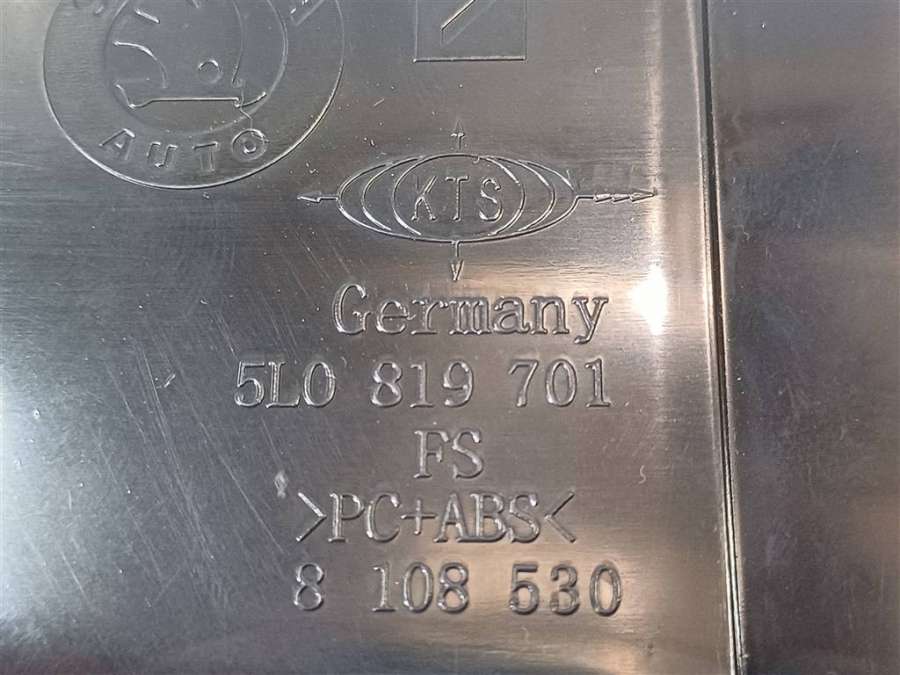 AUTO
KTS
Germany
5L0 819 701
FS
>PC+ABS<
8 108 530